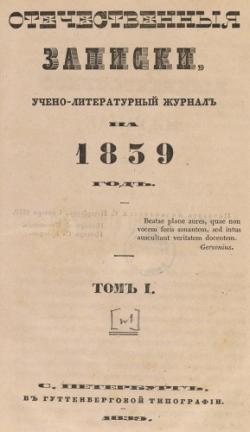 ОТЕЧЕСТВЕННЫЯ
ЗАПИСКИ,
УЧЕНО-ЛИТЕРАТУРНЫЙ ЖУРНАЛЪ
НА
1839
ГОДЪ.
Beatae plane aures, quae non
vocem foris sonantem, sed intus
auscultant veritatem docentem.
Gersonius.
ТОМЪ I.
С. ПЕТЕРБУРГЪ.
ВЪ ГУТТЕНБЕРГОВОЙ ТИПОГРАФІИ.
1839.